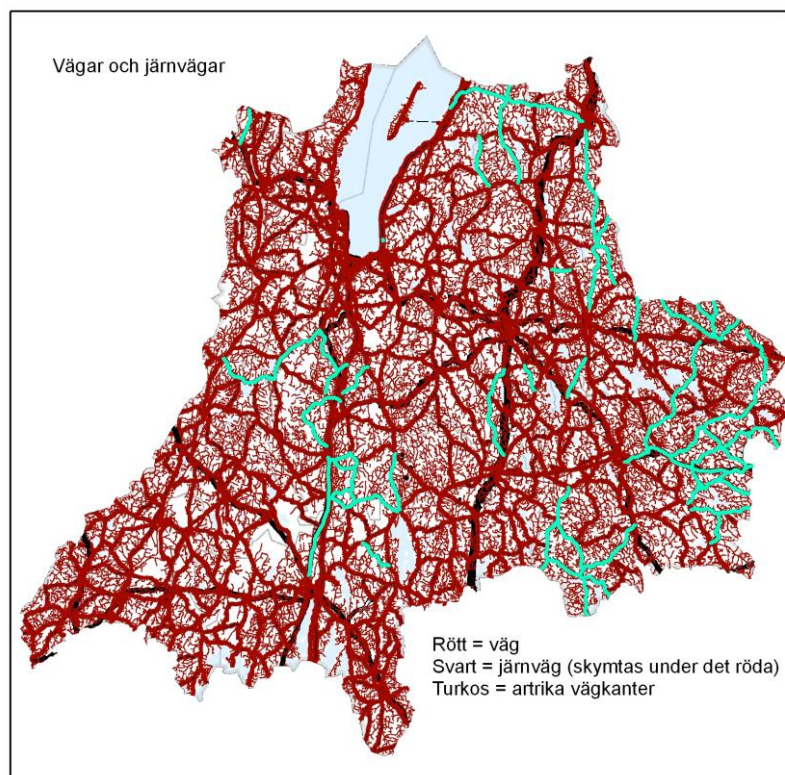 Vägar och järnvägar
Rött = väg
Svart = järnväg (skymtas under det röda)
Turkos = artrika vägkanter